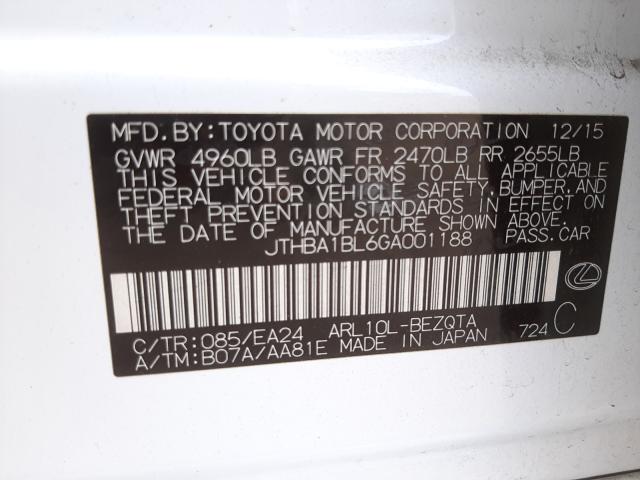 MFD. BY: TOYOTA MOTOR CORPORATION 12/15
GVWR 4960LB GAWR FR 2470LB RR 2655LB
THIS VEHICLE CONFORMS TO ALL APPLICABLE
FEDERAL MOTOR VEHICLE SAFETY, BUMPER, AND
THEFT PREVENTION STANDARDS IN EFFECT ON
THE DATE OF MANUFACTURE SHOWN ABOVE.
JTHBA1BL6GA001188 PASS. CAR
C/TR: 085/EA24 ARL10L-BEZQTA
A/TM: B07A/AA81E MADE IN JAPAN 724 C